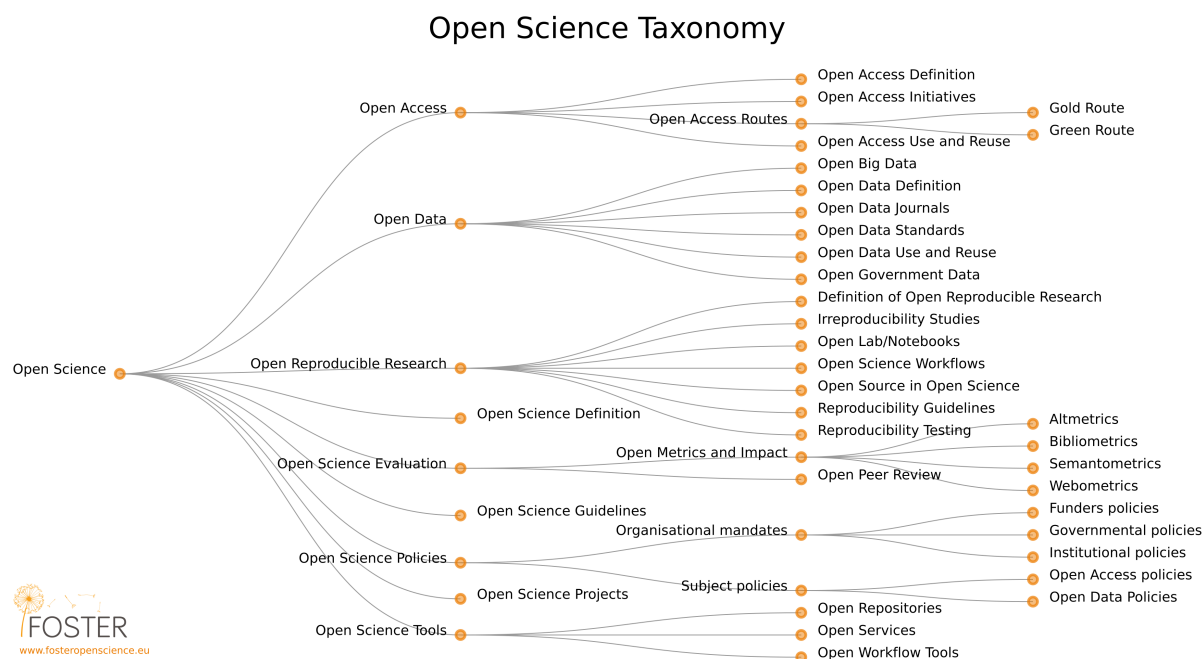 Open Science Taxonomy
Open Science
Open Access
Open Access Definition
Open Access Initiatives
Open Access Routes
Gold Route
Green Route
Open Access Use and Reuse
Open Data
Open Big Data
Open Data Definition
Open Data Journals
Open Data Standards
Open Data Use and Reuse
Open Government Data
Open Reproducible Research
Definition of Open Reproducible Research
Irreproducibility Studies
Open Lab/Notebooks
Open Science Workflows
Open Source in Open Science
Reproducibility Guidelines
Reproducibility Testing
Open Science Definition
Open Science Evaluation
Open Metrics and Impact
Altmetrics
Bibliometrics
Semantometrics
Webometrics
Open Peer Review
Open Science Guidelines
Open Science Policies
Organisational mandates
Funders policies
Governmental policies
Institutional policies
Subject policies
Open Access policies
Open Data Policies
Open Science Projects
Open Science Tools
Open Repositories
Open Services
Open Workflow Tools
FOSTER
www.fosteropenscience.eu